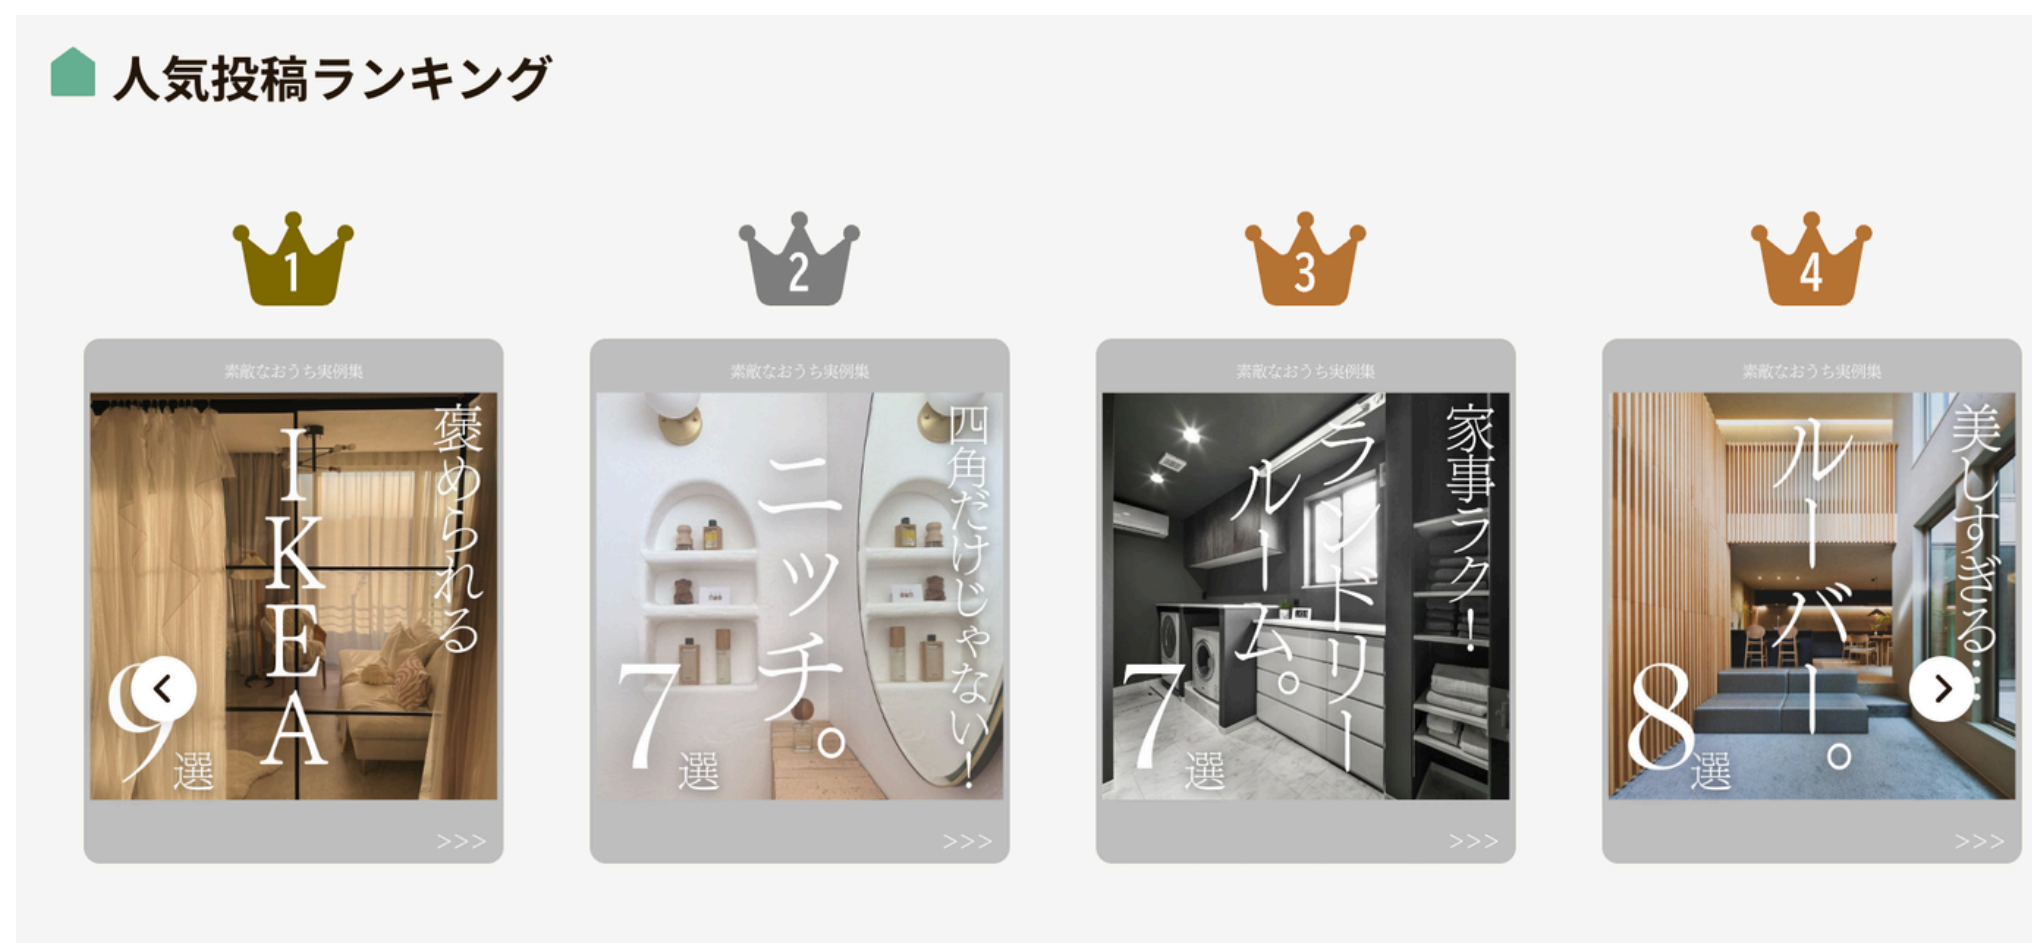 人気投稿ランキング
1
素敵なおうち実例集
褒められる
IKEA
9選
>>>
2
素敵なおうち実例集
四角だけじゃない!
ニッチ。
7選
>>>
3
素敵なおうち実例集
家事ラク!
ランドリー
ルーム。
7選
>>>
4
素敵なおうち実例集
美しすぎる…
ルーバー。
8選
>>>